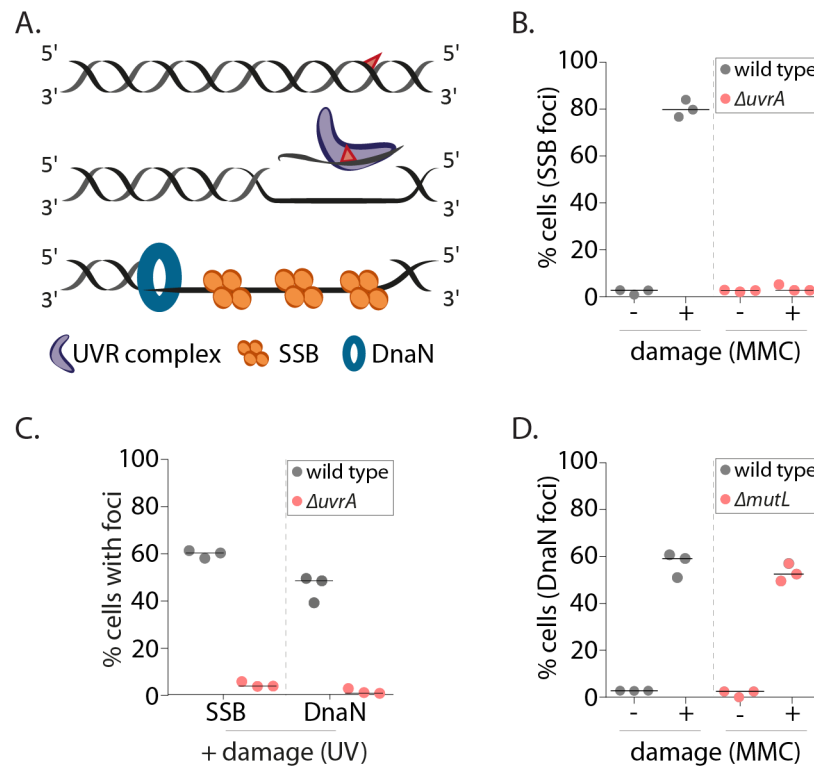 A.
5' 5'
3' 3'
5' 5'
3' 3'
5' 5'
3' 3'
UVR complex SSB DnaN
B.
wild type
ΔuvrA
% cells (SSB foci)
100
80
60
40
20
0
- + - +
damage (MMC)
C.
wild type
ΔuvrA
% cells with foci
100
80
60
40
20
0
SSB DnaN
+ damage (UV)
D.
wild type
ΔmutL
% cells (DnaN foci)
100
80
60
40
20
0
- + - +
damage (MMC)